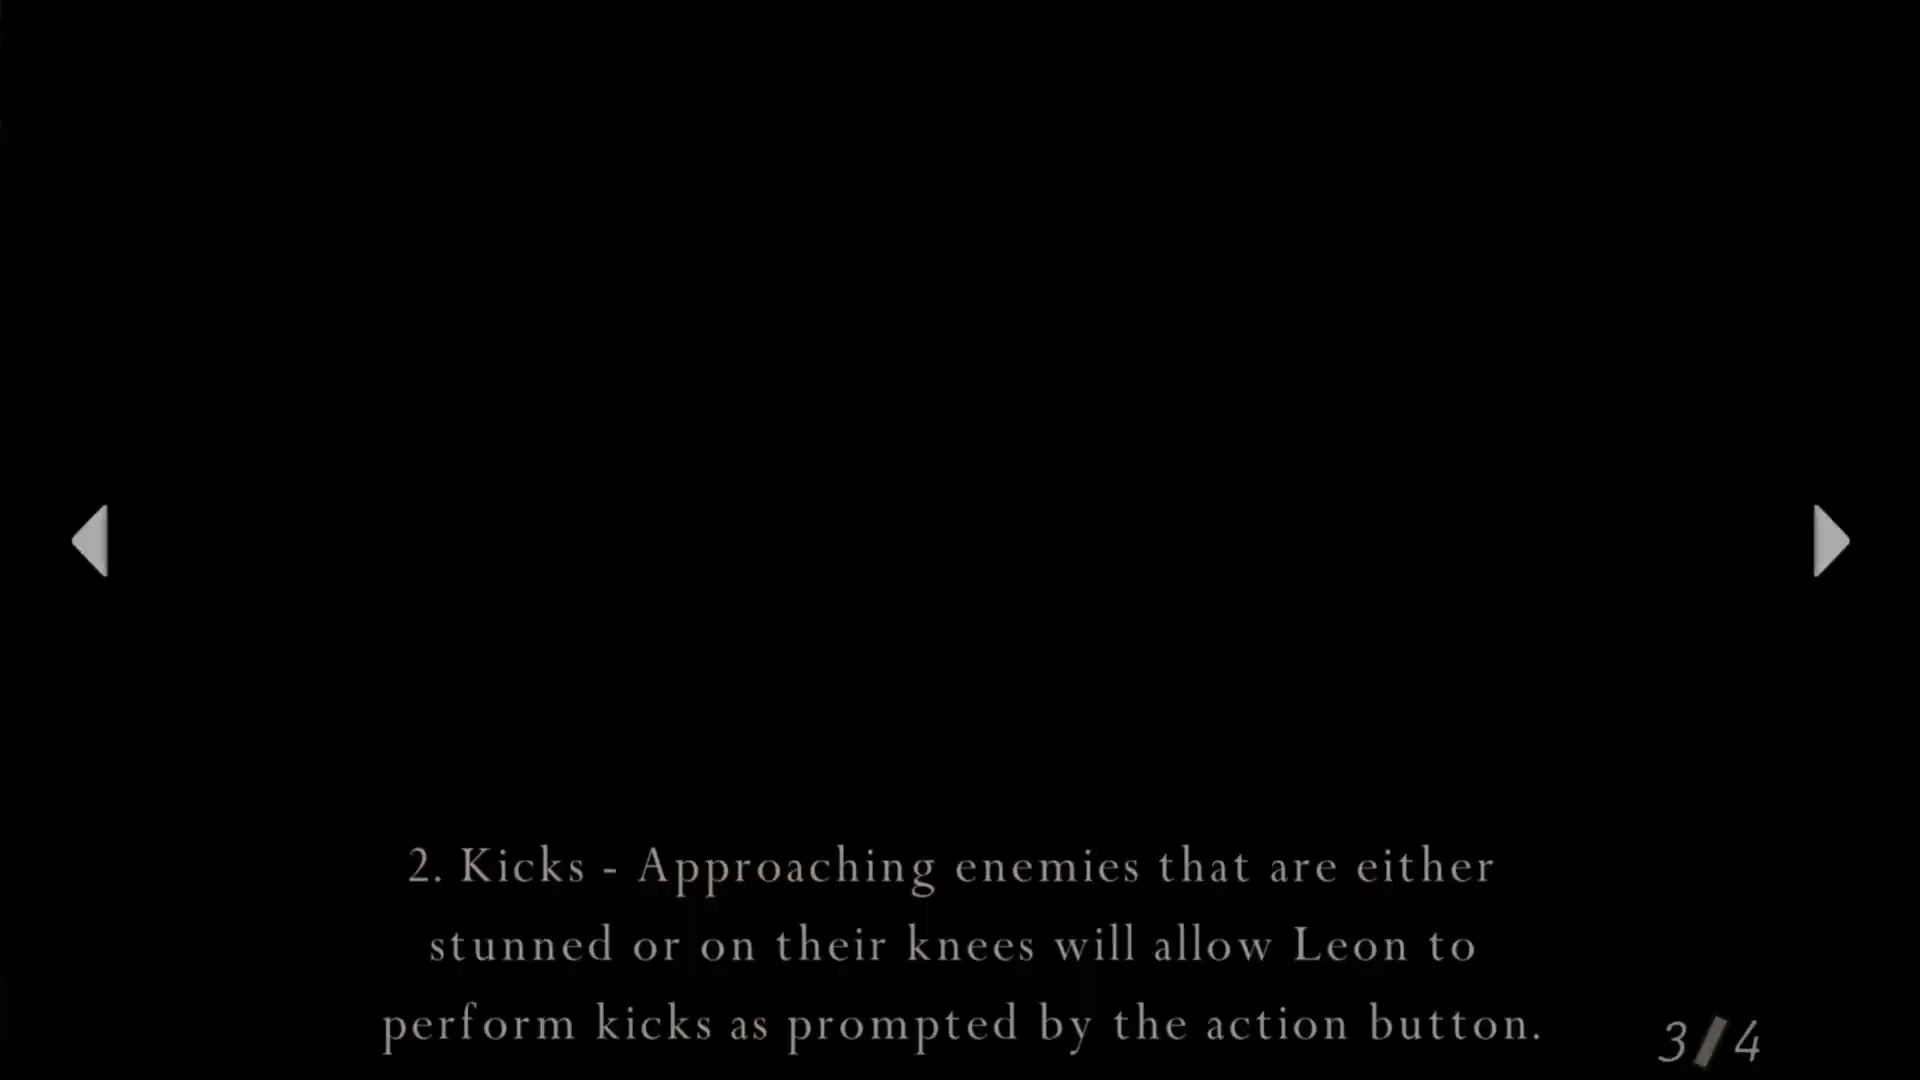 2. Kicks - Approaching enemies that are either
stunned or on their knees will allow Leon to
perform kicks as prompted by the action button.
3/4